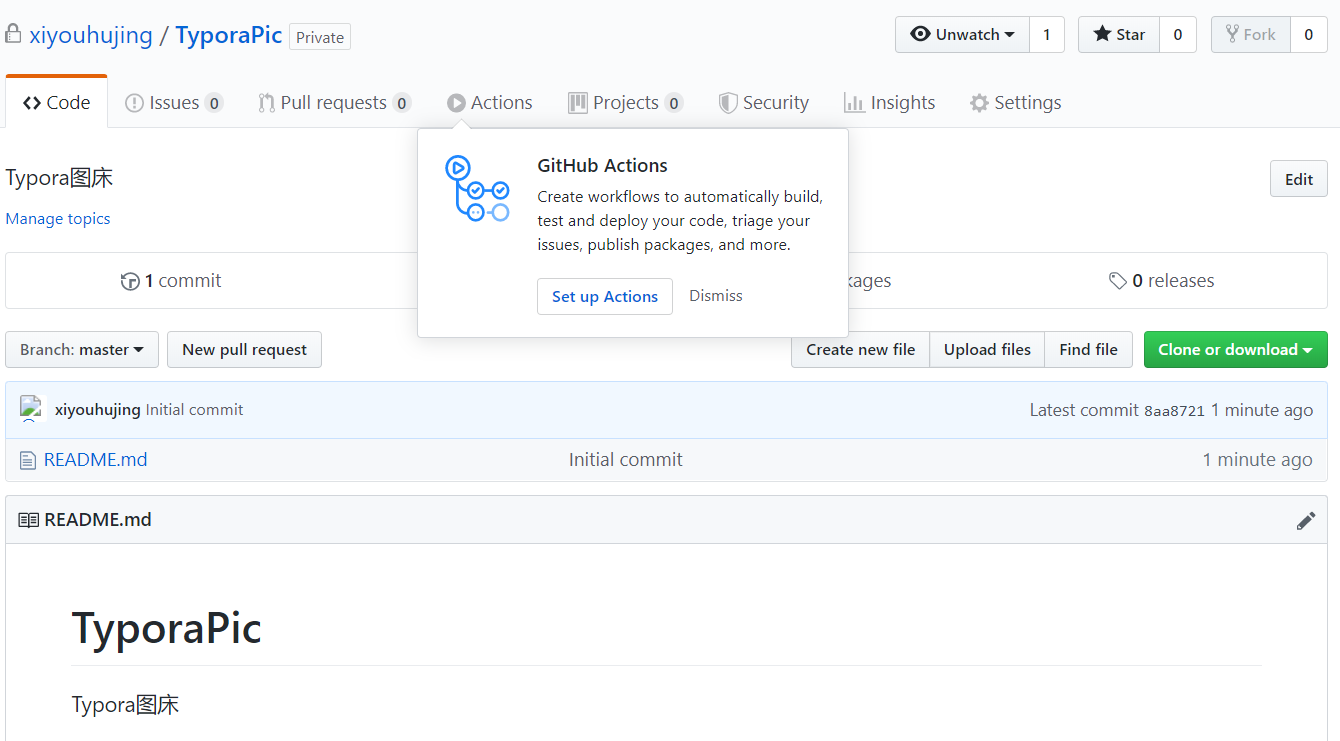 xiyouhujing / TyporaPic Private Unwatch 1 Star 0 Fork 0
Code Issues 0 Pull requests 0 Actions Projects 0 Security Insights Settings
GitHub Actions
Create workflows to automatically build,
test and deploy your code, triage your
issues, publish packages, and more.
Set up Actions Dismiss
Typora图床 Edit
Manage topics
1 commit kages 0 releases
Branch: master New pull request Create new file Upload files Find file Clone or download
xiyouhujing Initial commit Latest commit 8aa8721 1 minute ago
README.md Initial commit 1 minute ago
README.md
TyporaPic
Typora图床